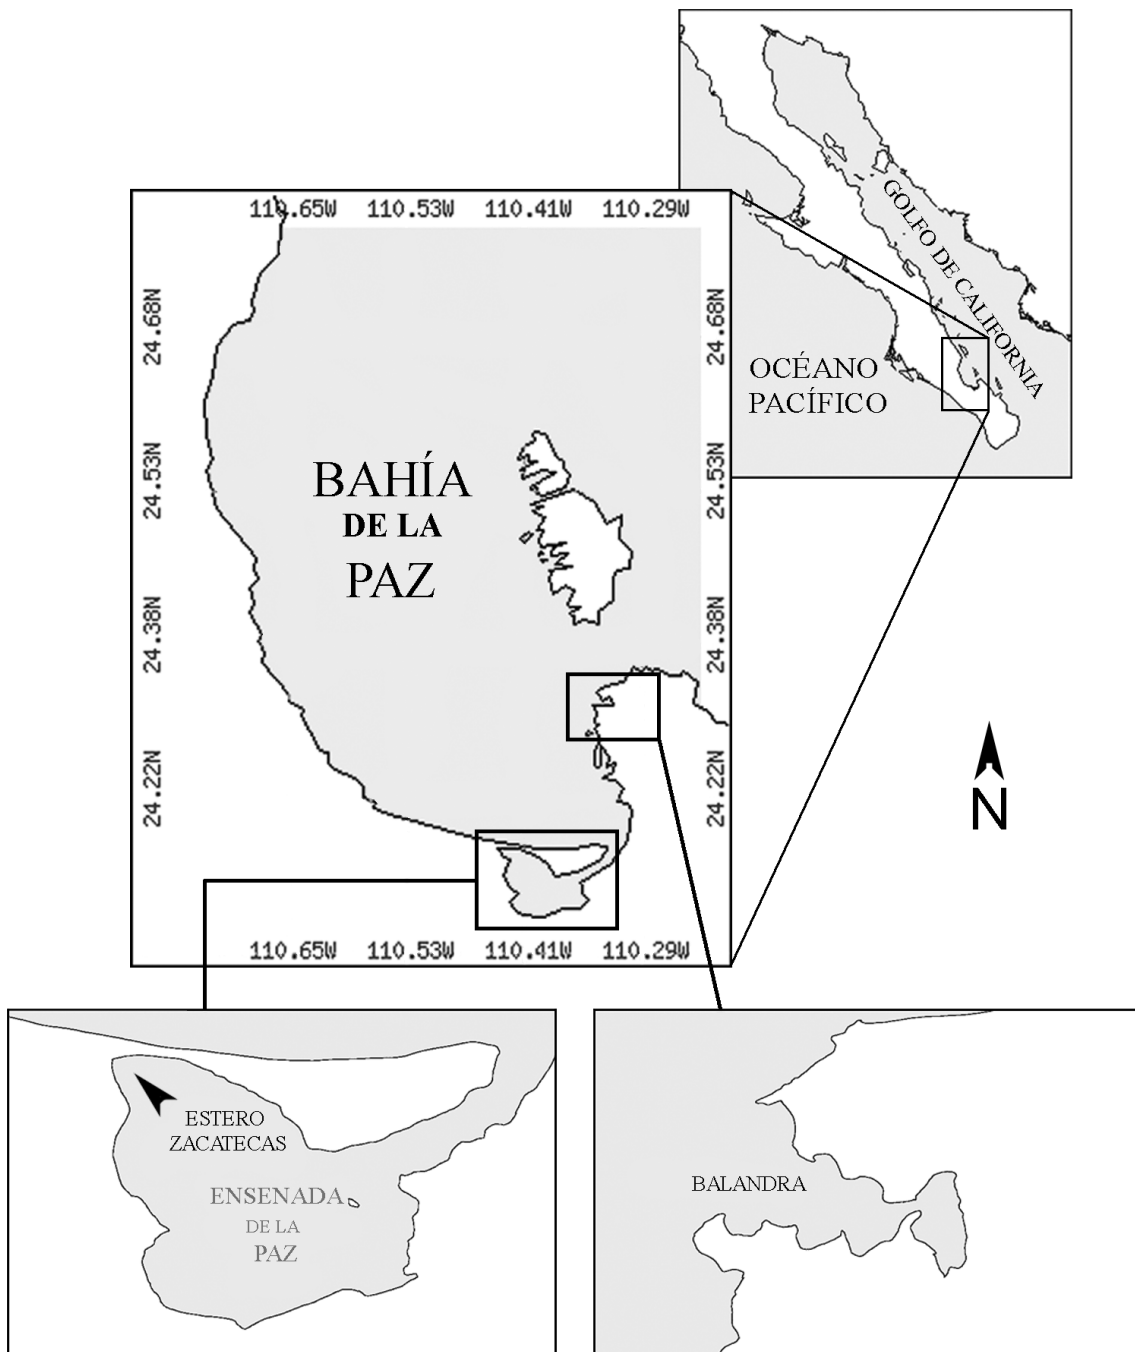 GOLFO DE CALIFORNIA
OCÉANO
PACÍFICO
110.65W 110.53W 110.41W 110.29W
24.68N
24.68N
24.53N
24.53N
24.38N
24.38N
24.22N
24.22N
BAHÍA
DE LA
PAZ
N
110.65W 110.53W 110.41W 110.29W
ESTERO
ZACATECAS
ENSENADA
DE LA
PAZ
BALANDRA